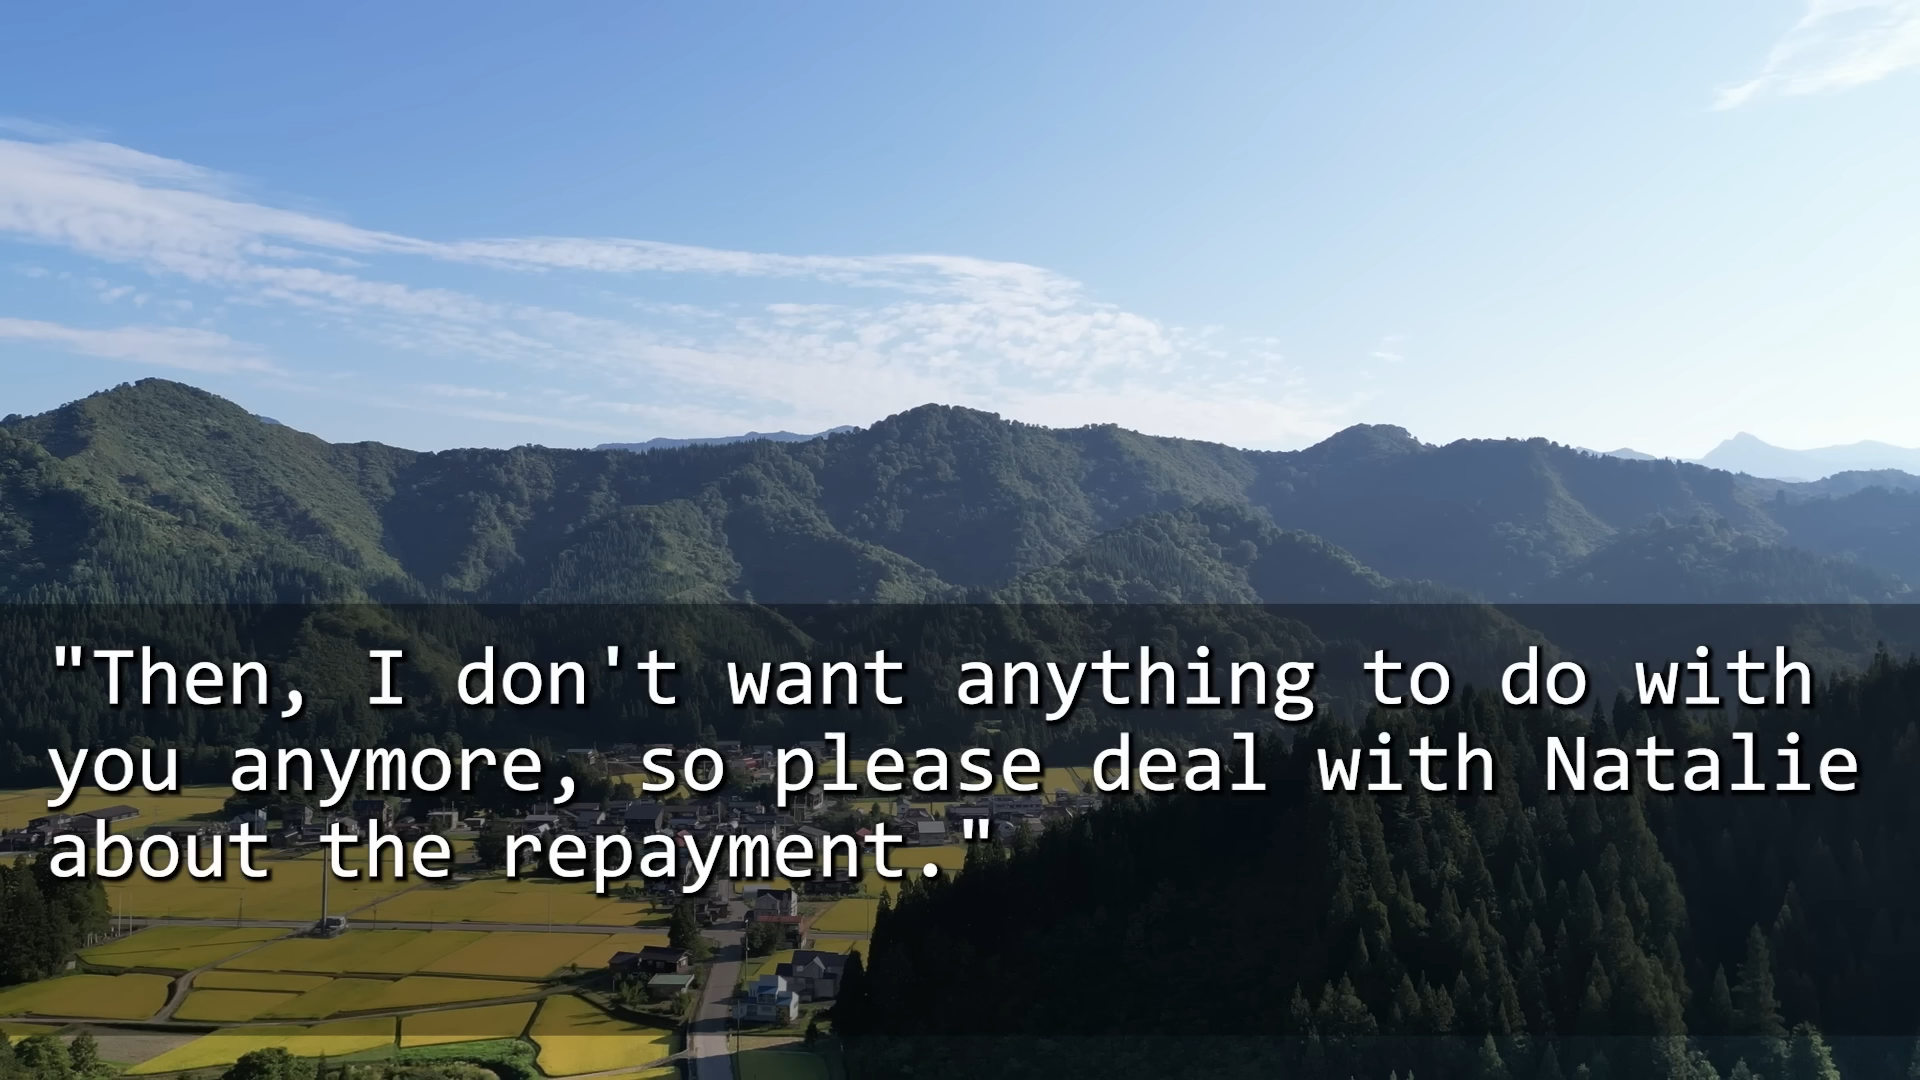 "Then, I don't want anything to do with
you anymore, so please deal with Natalie
about the repayment."